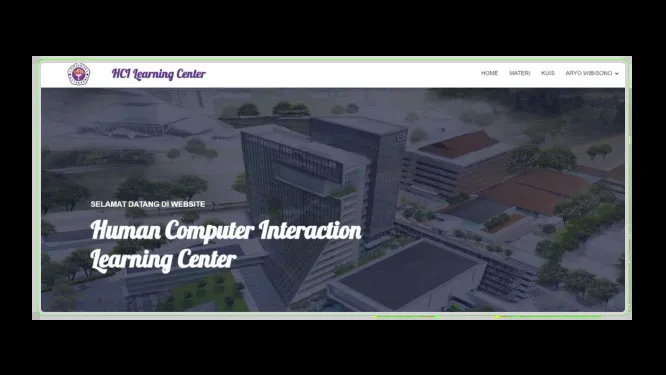 HCI Learning Center
HOME MATERI KUIS ARYO WIBISONO
SELAMAT DATANG DI WEBSITE
Human Computer Interaction
Learning Center